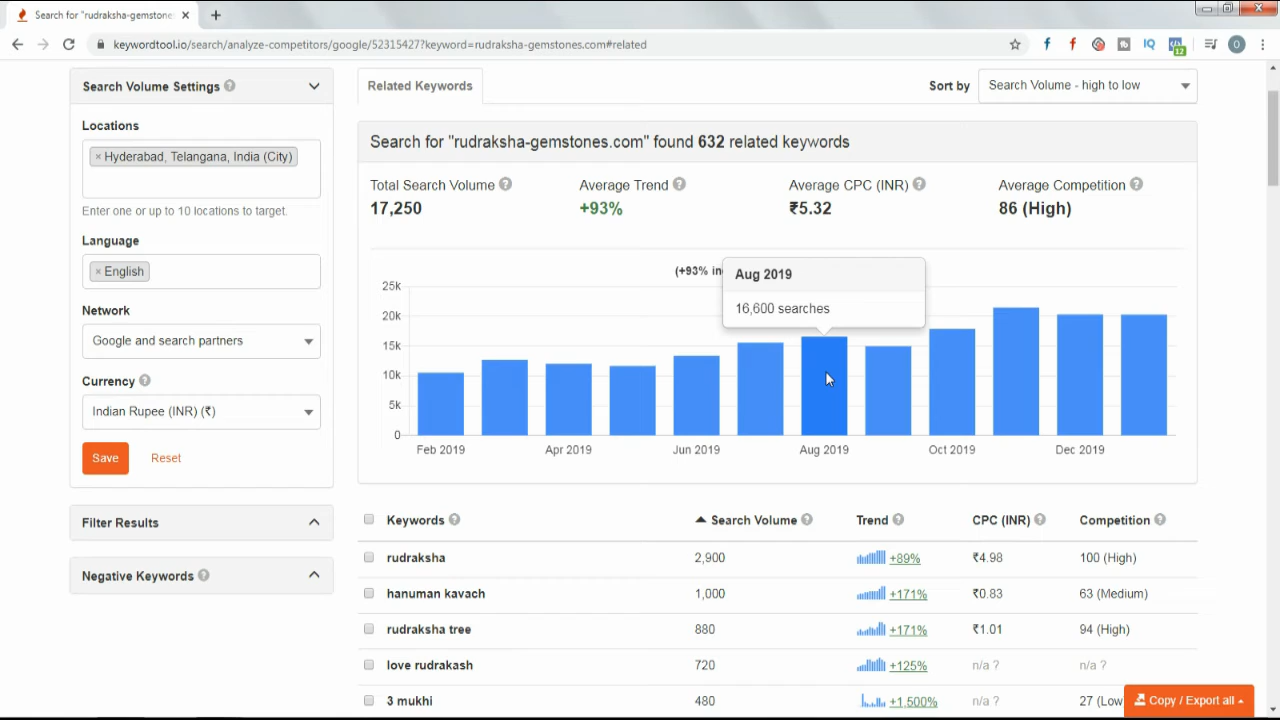 Search for "rudraksha-gemstones
keywordtool.io/search/analyze-competitors/google/52315427?keyword=rudraksha-gemstones.com#related
IQ
12
O
Search Volume Settings ?
Locations
× Hyderabad, Telangana, India (City)
Enter one or up to 10 locations to target.
Language
× English
Network
Google and search partners
Currency ?
Indian Rupee (INR) (₹)
Save Reset
Filter Results
Negative Keywords ?
Related Keywords
Sort by Search Volume - high to low
Search for "rudraksha-gemstones.com" found 632 related keywords
Total Search Volume ? Average Trend ? Average CPC (INR) ? Average Competition ?
17,250 +93% ₹5.32 86 (High)
(+93% in
Aug 2019
16,600 searches
25k
20k
15k
10k
5k
0
Feb 2019 Apr 2019 Jun 2019 Aug 2019 Oct 2019 Dec 2019
Keywords ? Search Volume ? Trend ? CPC (INR) ? Competition ?
rudraksha 2,900 +89% ₹4.98 100 (High)
hanuman kavach 1,000 +171% ₹0.83 63 (Medium)
rudraksha tree 880 +171% ₹1.01 94 (High)
love rudrakash 720 +125% n/a ? n/a ?
3 mukhi 480 +1,500% n/a ? 27 (Low
Copy / Export all